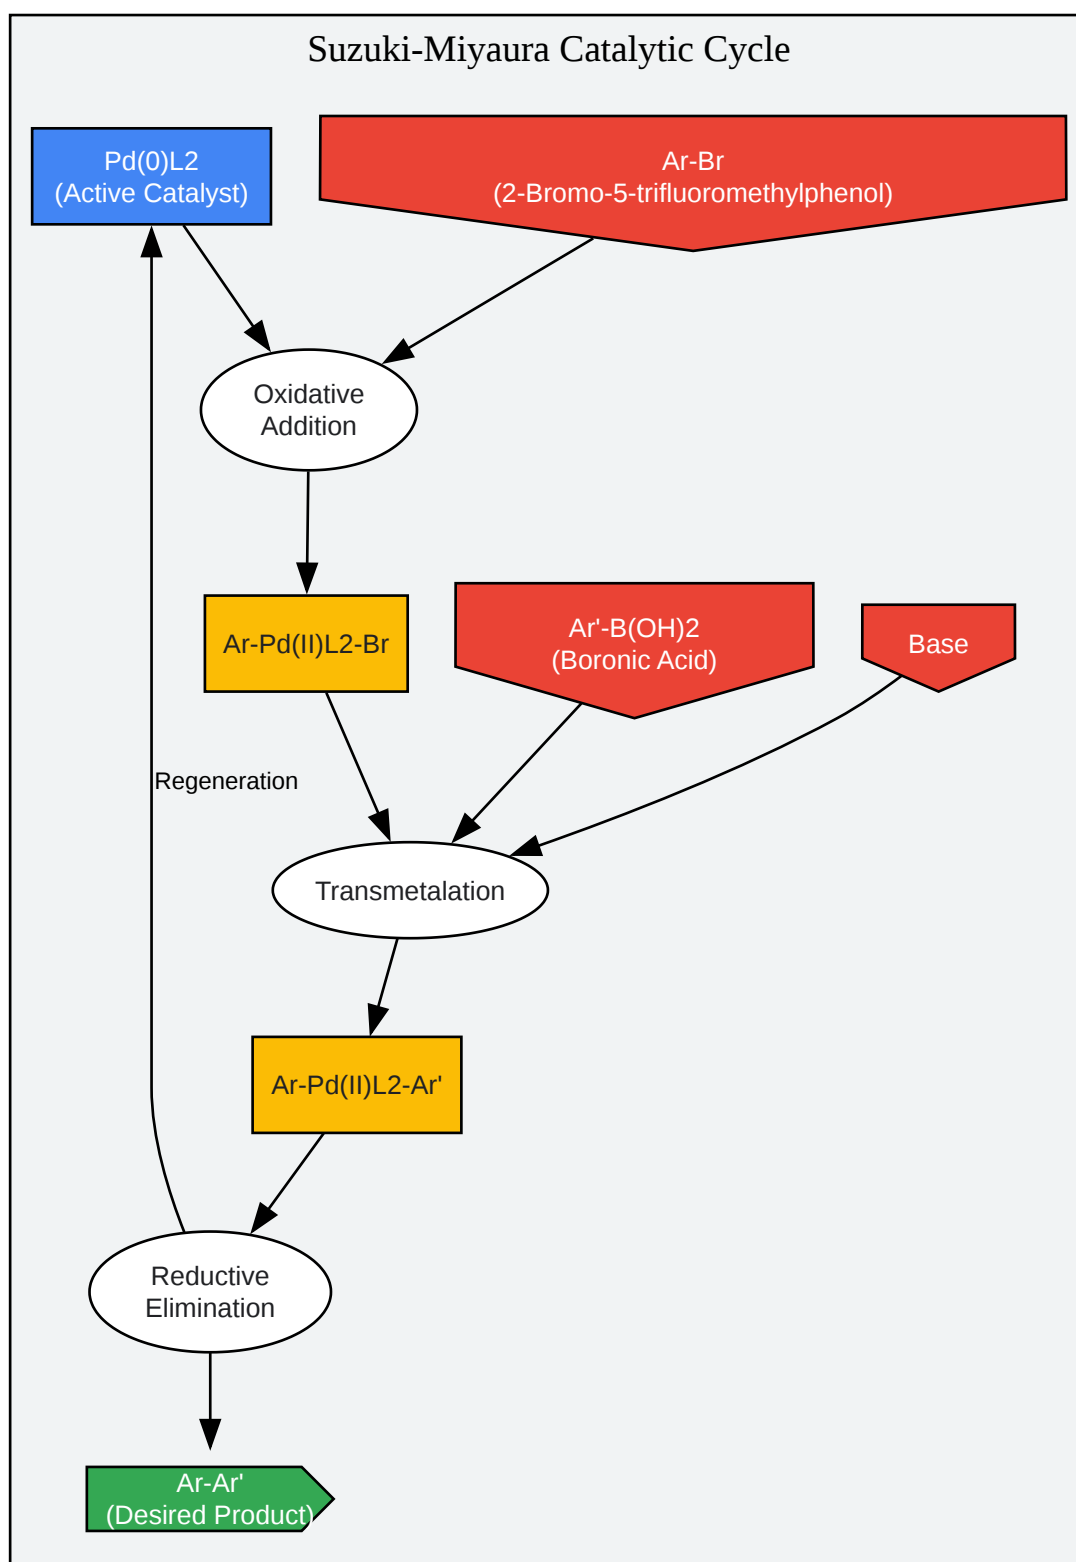 Suzuki-Miyaura Catalytic Cycle
Pd(0)L2
(Active Catalyst)
Ar-Br
(2-Bromo-5-trifluoromethylphenol)
Oxidative
Addition
Ar-Pd(II)L2-Br
Ar'-B(OH)2
(Boronic Acid)
Base
Regeneration
Transmetalation
Ar-Pd(II)L2-Ar'
Reductive
Elimination
Ar-Ar'
(Desired Product)